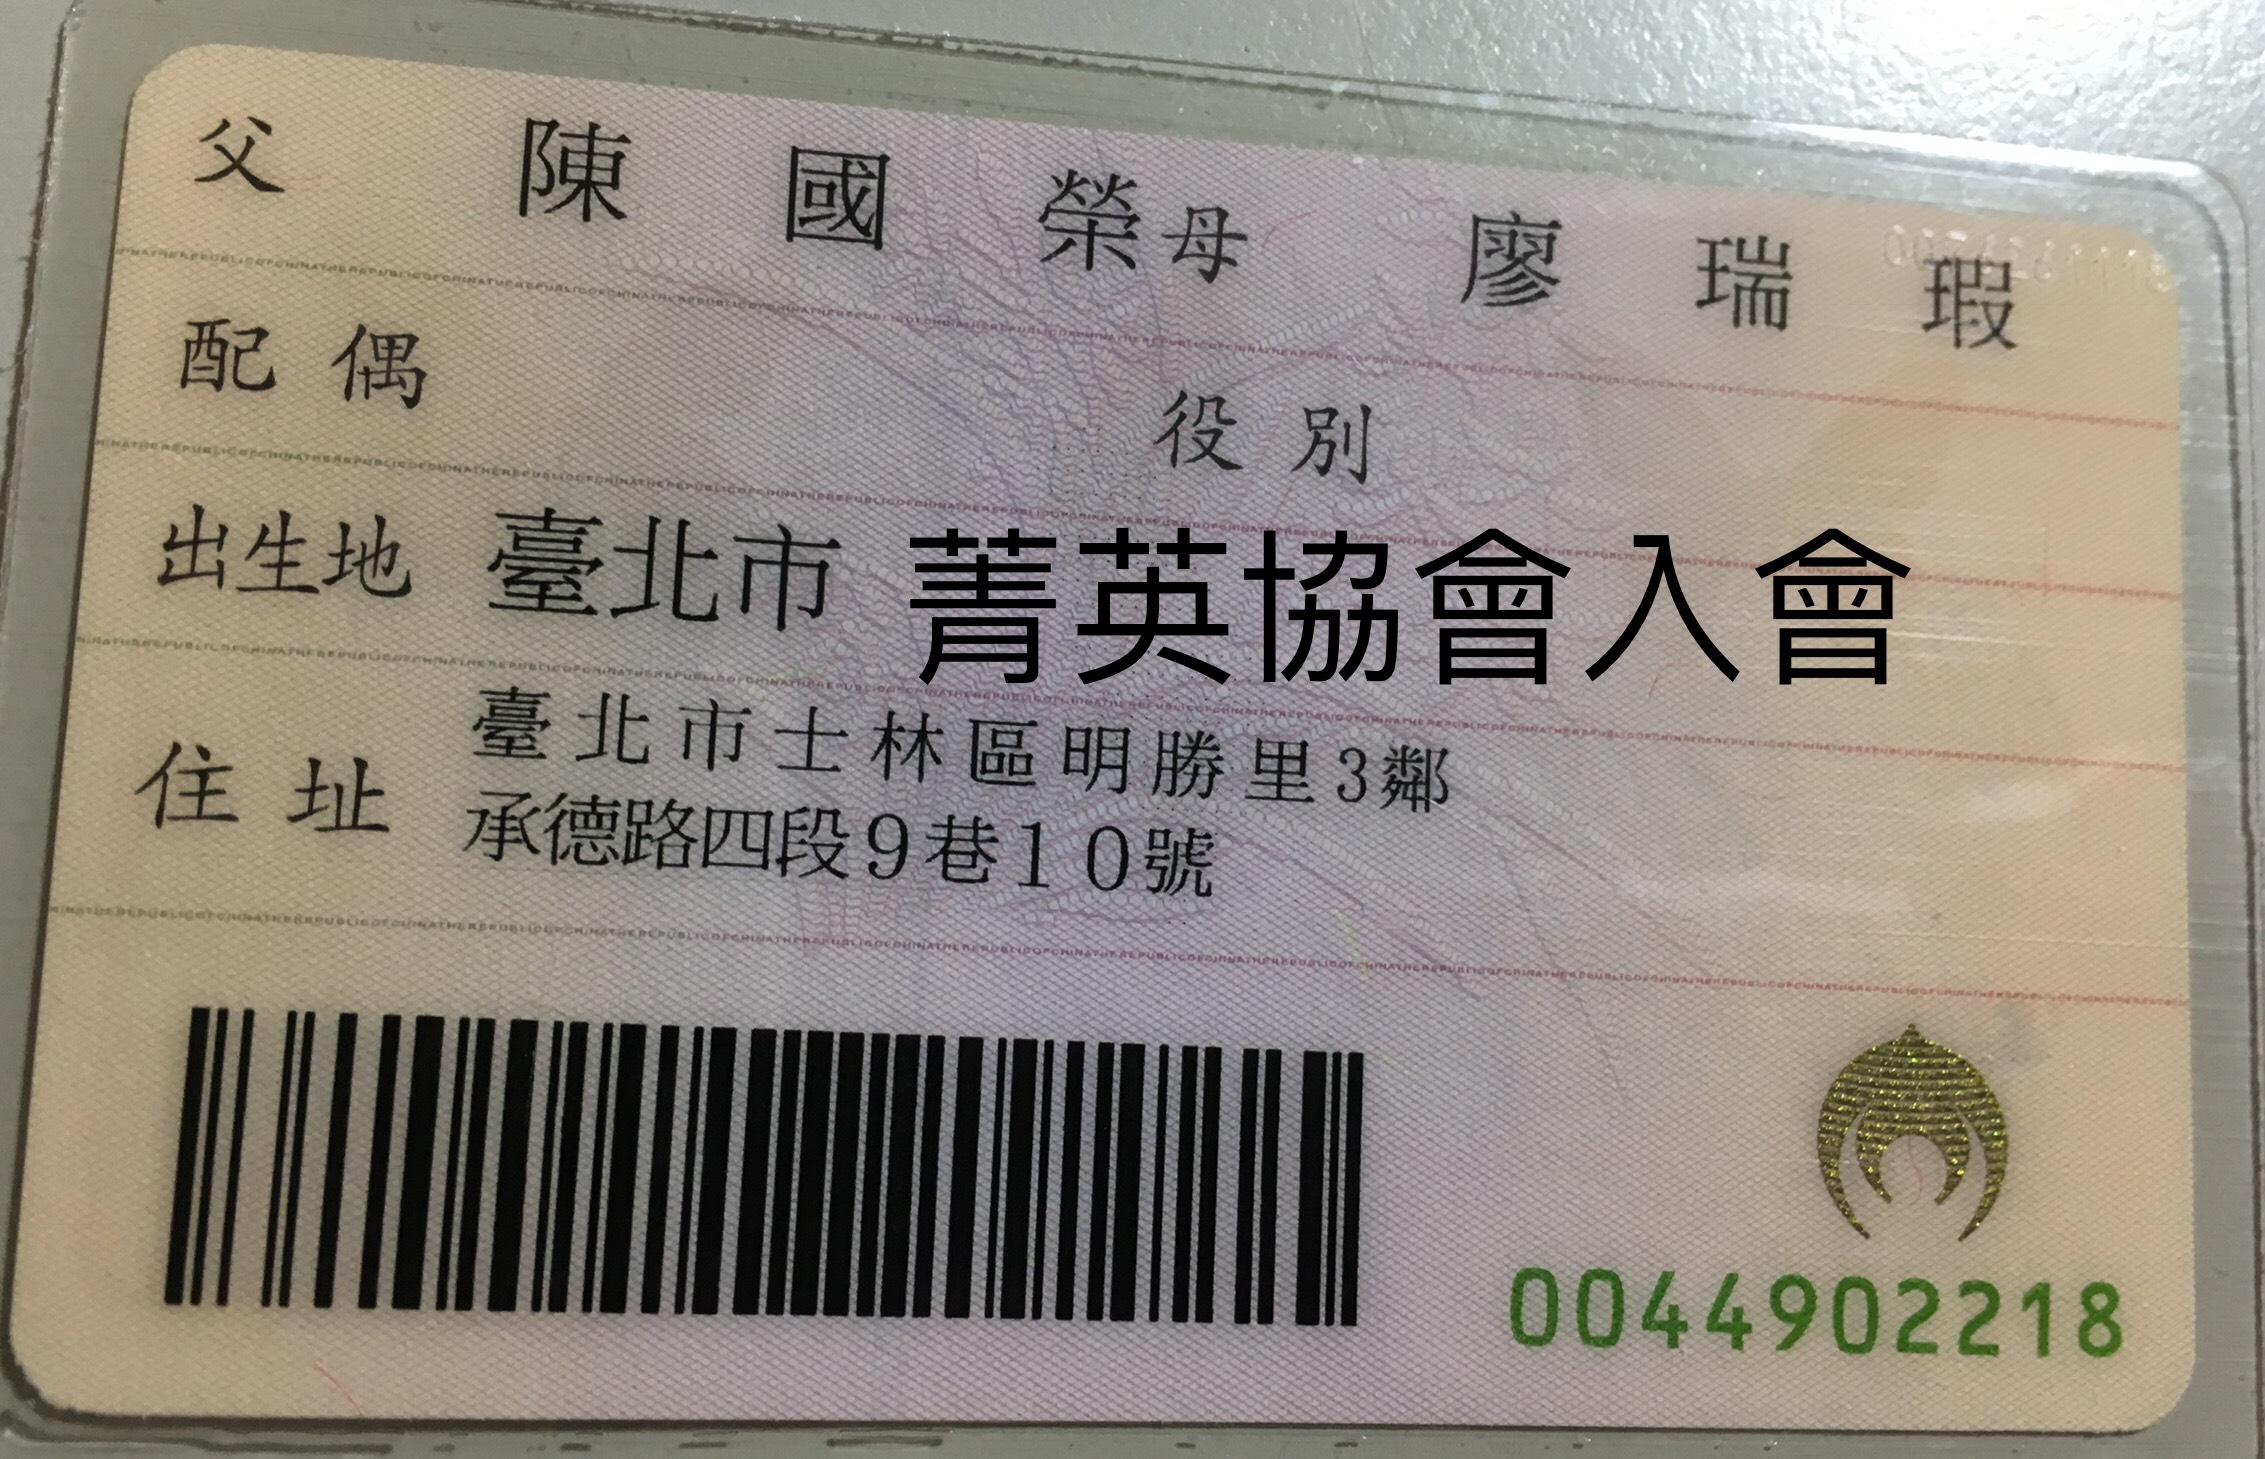 父 陳國榮 母 廖瑞瑕
配偶 役別
出生地 臺北市 菁英協會入會
住址 臺北市士林區明勝里3鄰
承德路四段9巷10號
0044902218